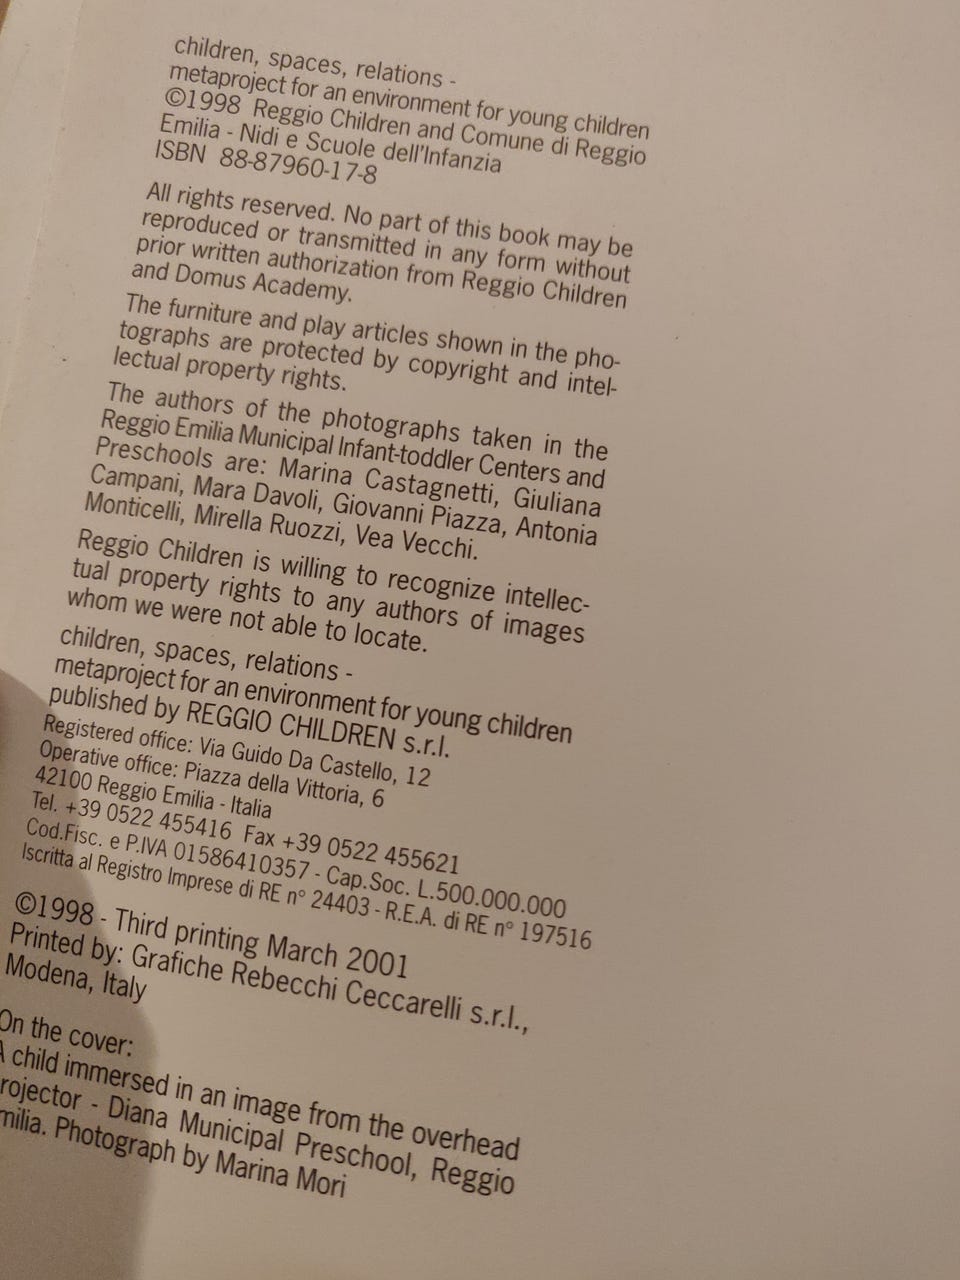 children, spaces, relations -
metaproject for an environment for young children
©1998 Reggio Children and Comune di Reggio
Emilia - Nidi e Scuole dell'Infanzia
ISBN 88-87960-17-8
All rights reserved. No part of this book may be
reproduced or transmitted in any form without
prior written authorization from Reggio Children
and Domus Academy.
The furniture and play articles shown in the pho-
tographs are protected by copyright and intel-
lectual property rights.
The authors of the photographs taken in the
Reggio Emilia Municipal Infant-toddler Centers and
Preschools are: Marina Castagnetti, Giuliana
Campani, Mara Davoli, Giovanni Piazza, Antonia
Monticelli, Mirella Ruozzi, Vea Vecchi.
Reggio Children is willing to recognize intellec-
tual property rights to any authors of images
whom we were not able to locate.
children, spaces, relations -
metaproject for an environment for young children
published by REGGIO CHILDREN s.r.l.
Registered office: Via Guido Da Castello, 12
Operative office: Piazza della Vittoria, 6
42100 Reggio Emilia - Italia
Tel. +39 0522 455416 Fax +39 0522 455621
Cod.Fisc. e P.IVA 01586410357 - Cap.Soc. L.500.000.000
Iscritta al Registro Imprese di RE n° 24403 - R.E.A. di RE n° 197516
©1998 - Third printing March 2001
Printed by: Grafiche Rebecchi Ceccarelli s.r.l.,
Modena, Italy
On the cover:
A child immersed in an image from the overhead
rojector - Diana Municipal Preschool, Reggio
milia. Photograph by Marina Mori